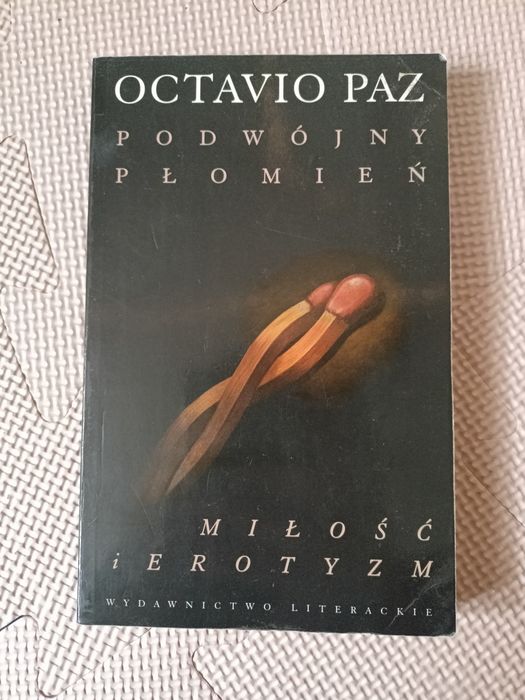 OCTAVIO PAZ
PODWÓJNY
PŁOMIEŃ
MIŁOŚĆ
i EROTYZM
WYDAWNICTWO LITERACKIE